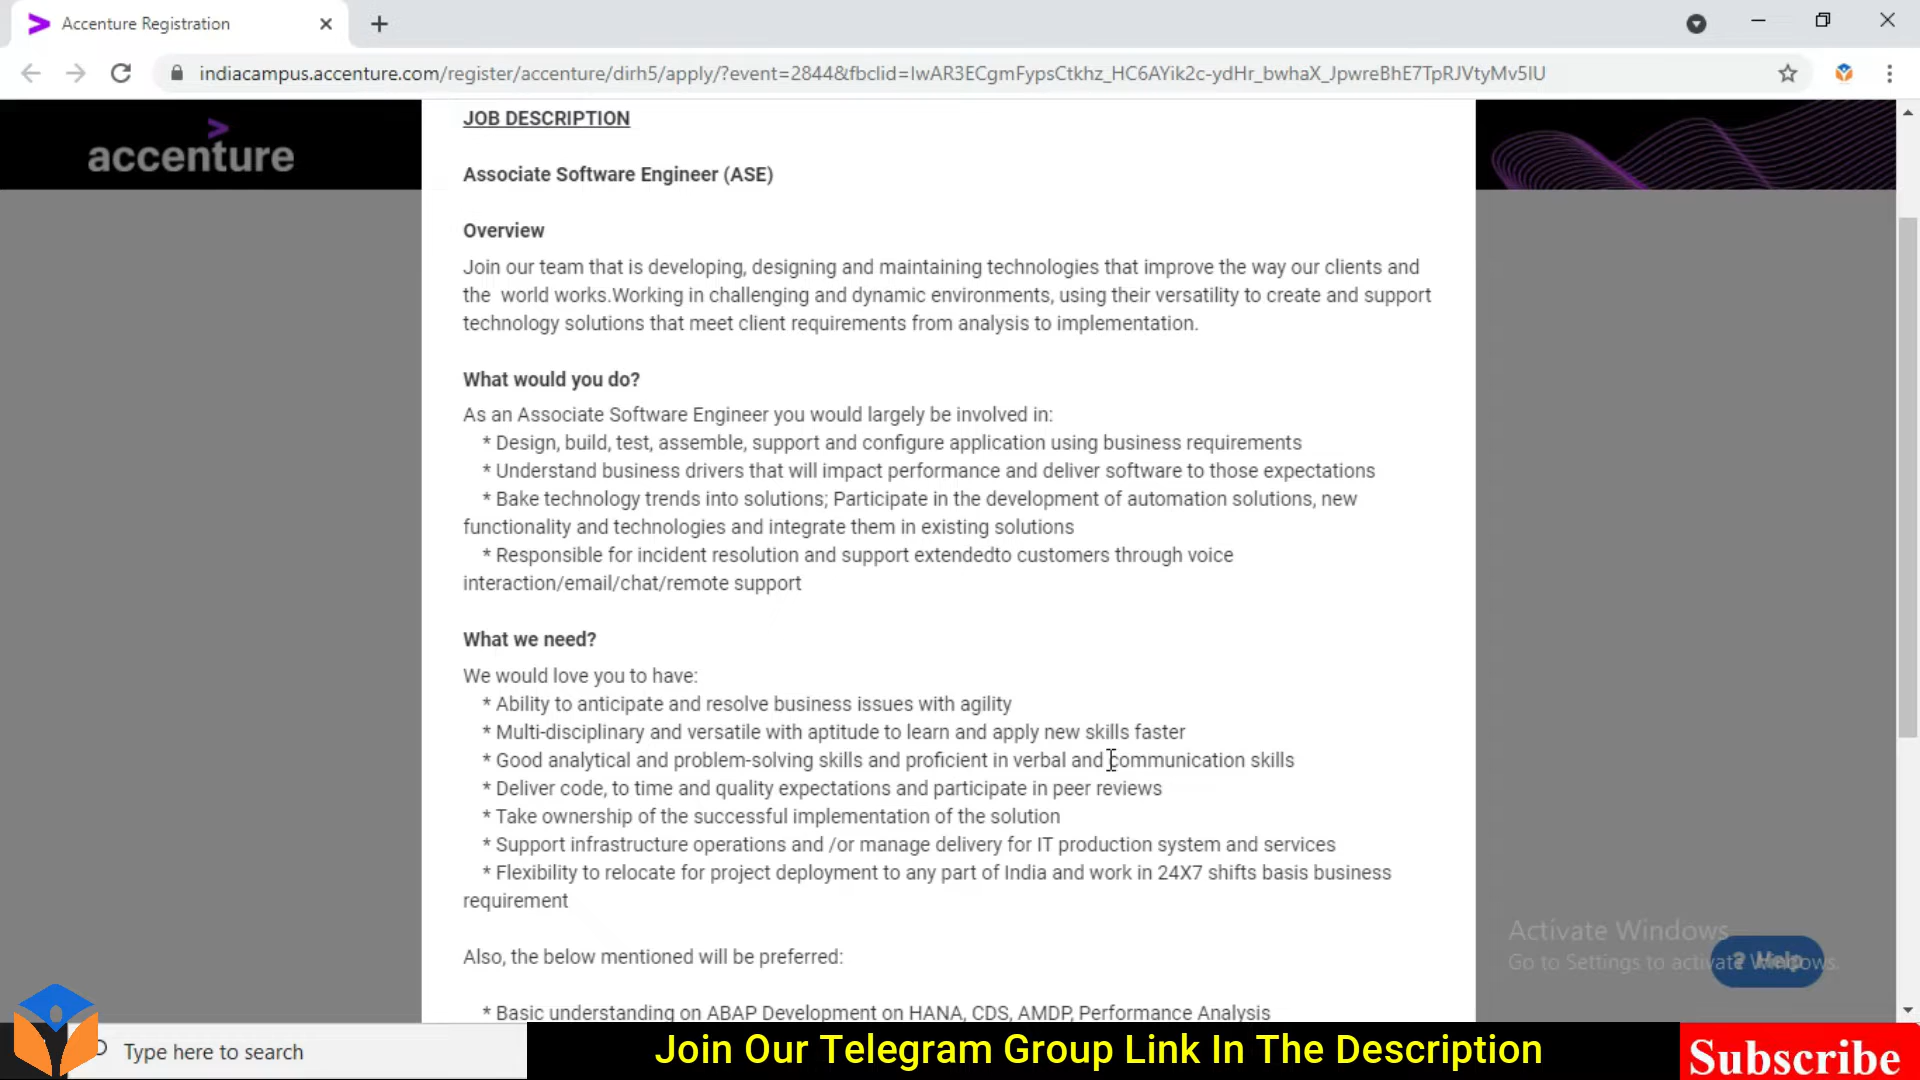 Accenture Registration
indiacampus.accenture.com/register/accenture/dirh5/apply/?event=2844&fbclid=IwAR3ECgmFypsCtkhz_HC6AYik2c-ydHr_bwhaX_JpwreBhE7TpRJVtyMv5IU
accenture
JOB DESCRIPTION
Associate Software Engineer (ASE)
Overview
Join our team that is developing, designing and maintaining technologies that improve the way our clients and
the world works.Working in challenging and dynamic environments, using their versatility to create and support
technology solutions that meet client requirements from analysis to implementation.
What would you do?
As an Associate Software Engineer you would largely be involved in:
* Design, build, test, assemble, support and configure application using business requirements
* Understand business drivers that will impact performance and deliver software to those expectations
* Bake technology trends into solutions; Participate in the development of automation solutions, new
functionality and technologies and integrate them in existing solutions
* Responsible for incident resolution and support extendedto customers through voice
interaction/email/chat/remote support
What we need?
We would love you to have:
* Ability to anticipate and resolve business issues with agility
* Multi-disciplinary and versatile with aptitude to learn and apply new skills faster
* Good analytical and problem-solving skills and proficient in verbal and communication skills
* Deliver code, to time and quality expectations and participate in peer reviews
* Take ownership of the successful implementation of the solution
* Support infrastructure operations and /or manage delivery for IT production system and services
* Flexibility to relocate for project deployment to any part of India and work in 24X7 shifts basis business
requirement
Also, the below mentioned will be preferred:
* Basic understanding on ABAP Development on HANA, CDS, AMDP, Performance Analysis
Activate Windows
Go to Settings to activate Windows.
? Help
Type here to search
Join Our Telegram Group Link In The Description
Subscribe